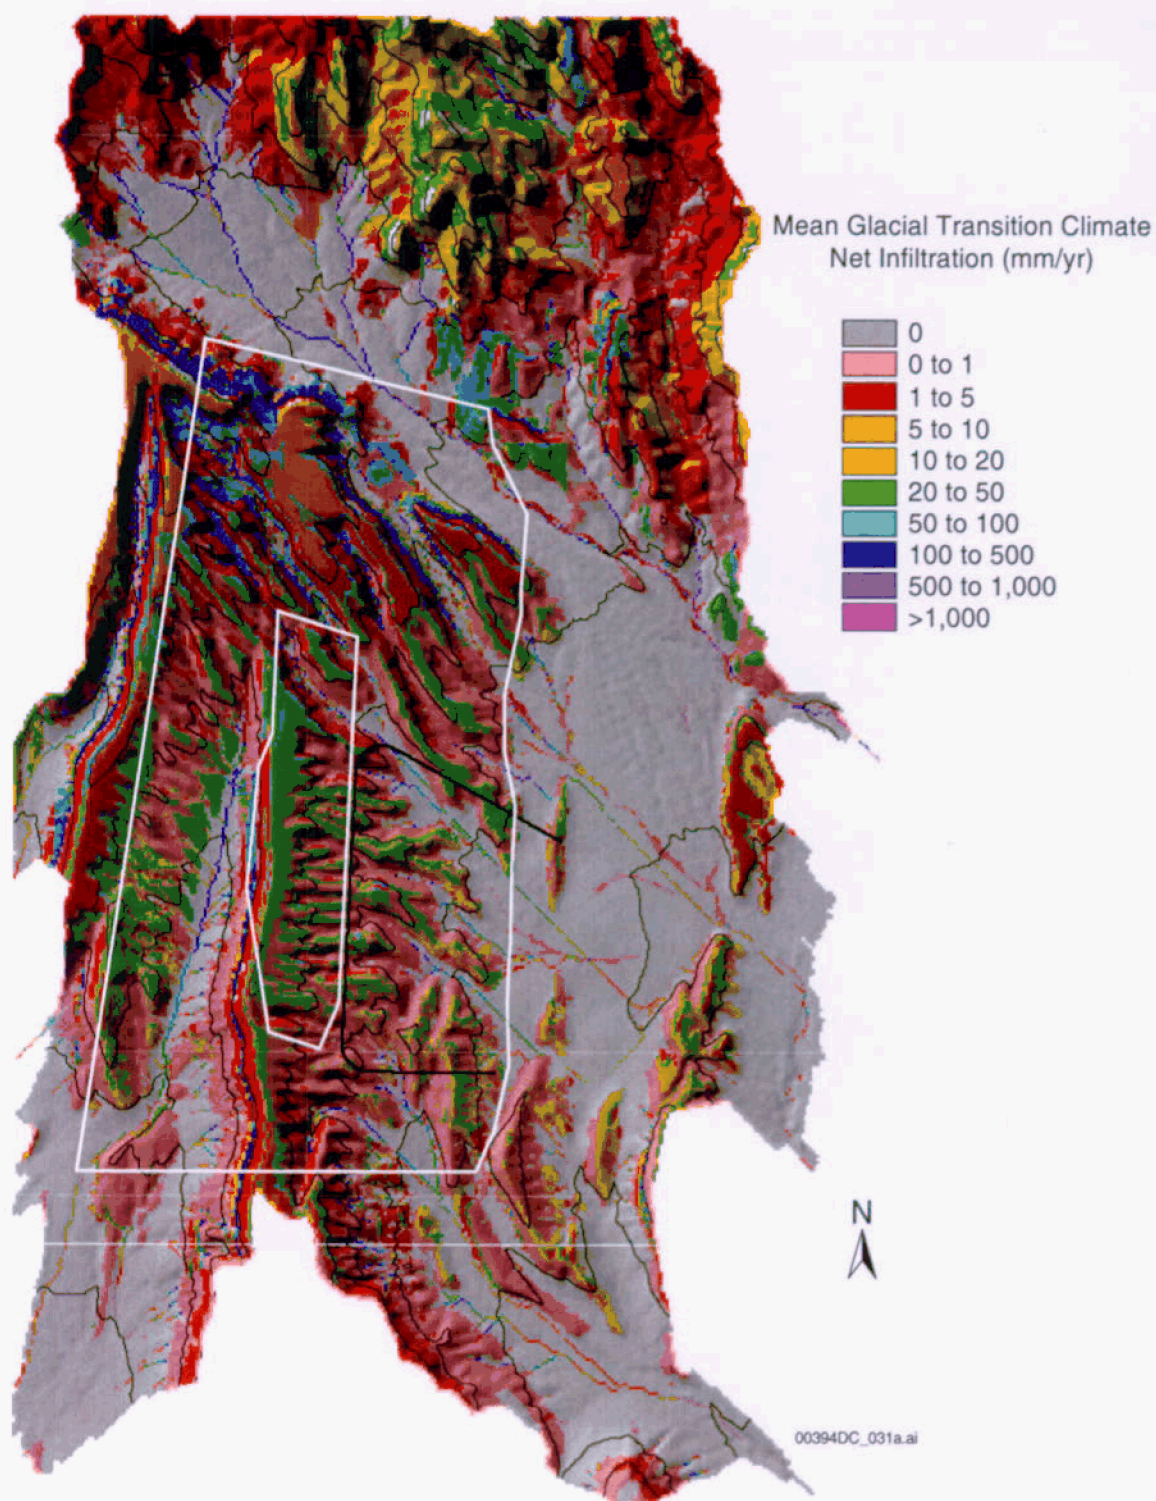 Mean Glacial Transition Climate
Net Infiltration (mm/yr)
0
0 to 1
1 to 5
5 to 10
10 to 20
20 to 50
50 to 100
100 to 500
500 to 1,000
>1,000
N
00394DC_031a.ai